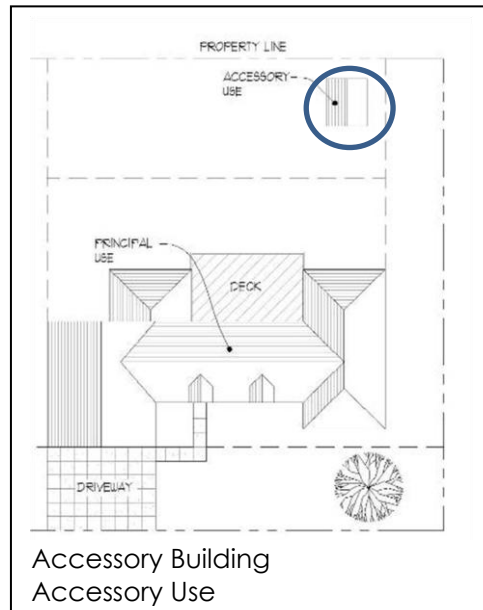 PROPERTY LINE
ACCESSORY
USE
PRINCIPAL
USE
DECK
DRIVEWAY
Accessory Building
Accessory Use